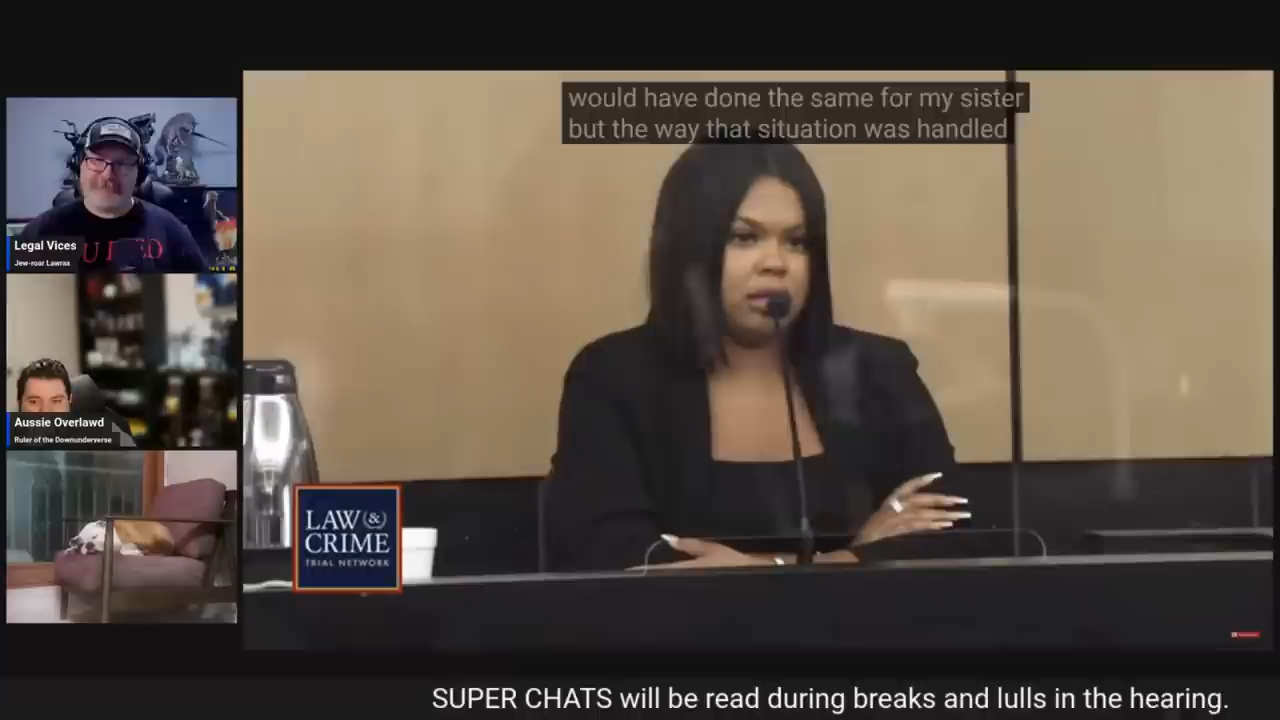 would have done the same for my sister
but the way that situation was handled
Legal Vices
Jew-roar Lawrax
Aussie Overlawd
Ruler of the Downunderverse
LAW &
CRIME
TRIAL NETWORK
SUPER CHATS will be read during breaks and lulls in the hearing.